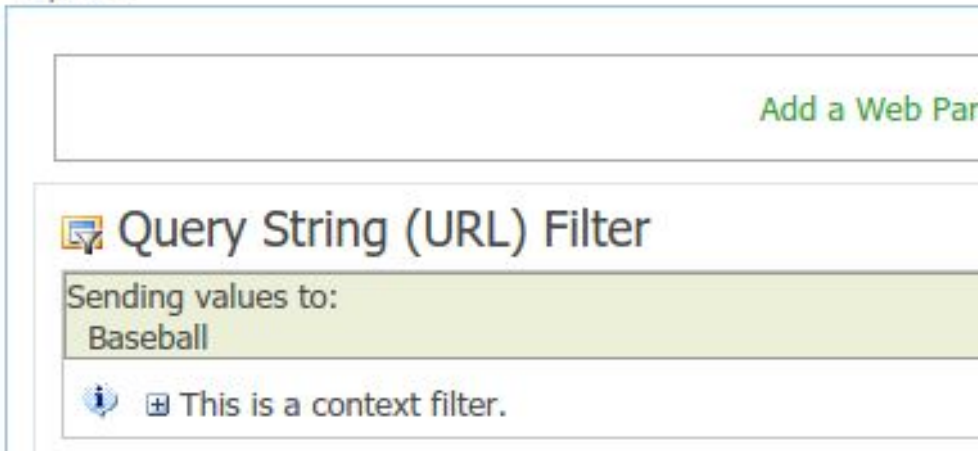 Add a Web Par
Query String (URL) Filter
Sending values to:
Baseball
This is a context filter.